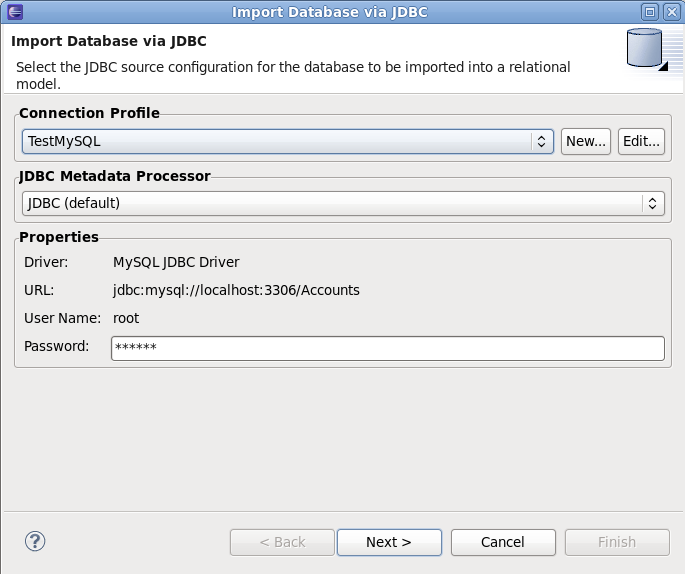 Import Database via JDBC
Import Database via JDBC
Select the JDBC source configuration for the database to be imported into a relational
model.
Connection Profile
TestMySQL
New...
Edit...
JDBC Metadata Processor
JDBC (default)
Properties
Driver: MySQL JDBC Driver
URL: jdbc:mysql://localhost:3306/Accounts
User Name: root
Password: ******
?
< Back
Next >
Cancel
Finish